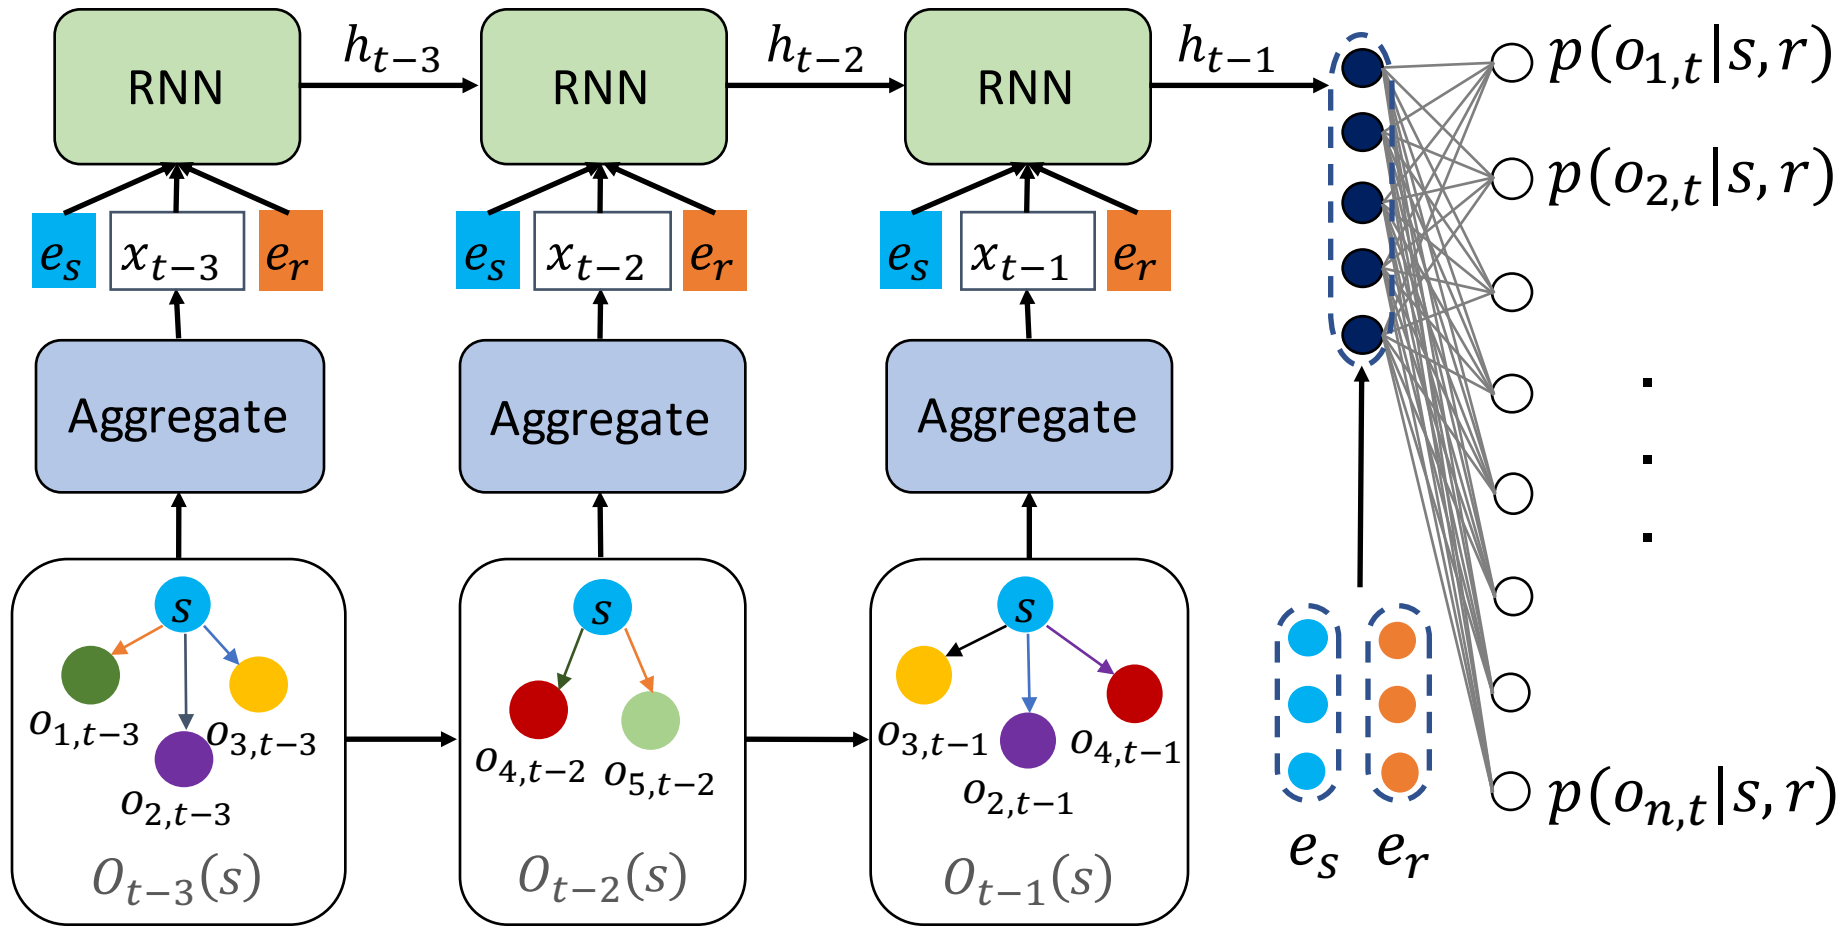 RNN h_{t−3} RNN h_{t−2} RNN h_{t−1} p(o_{1,t}|s,r)
p(o_{2,t}|s,r)
e_s x_{t−3} e_r e_s x_{t−2} e_r e_s x_{t−1} e_r
Aggregate Aggregate Aggregate
s s s
o_{1,t−3} o_{3,t−3} o_{4,t−2} o_{5,t−2} o_{3,t−1} o_{4,t−1}
o_{2,t−3} o_{2,t−1} p(o_{n,t}|s,r)
O_{t−3}(s) O_{t−2}(s) O_{t−1}(s) e_s e_r